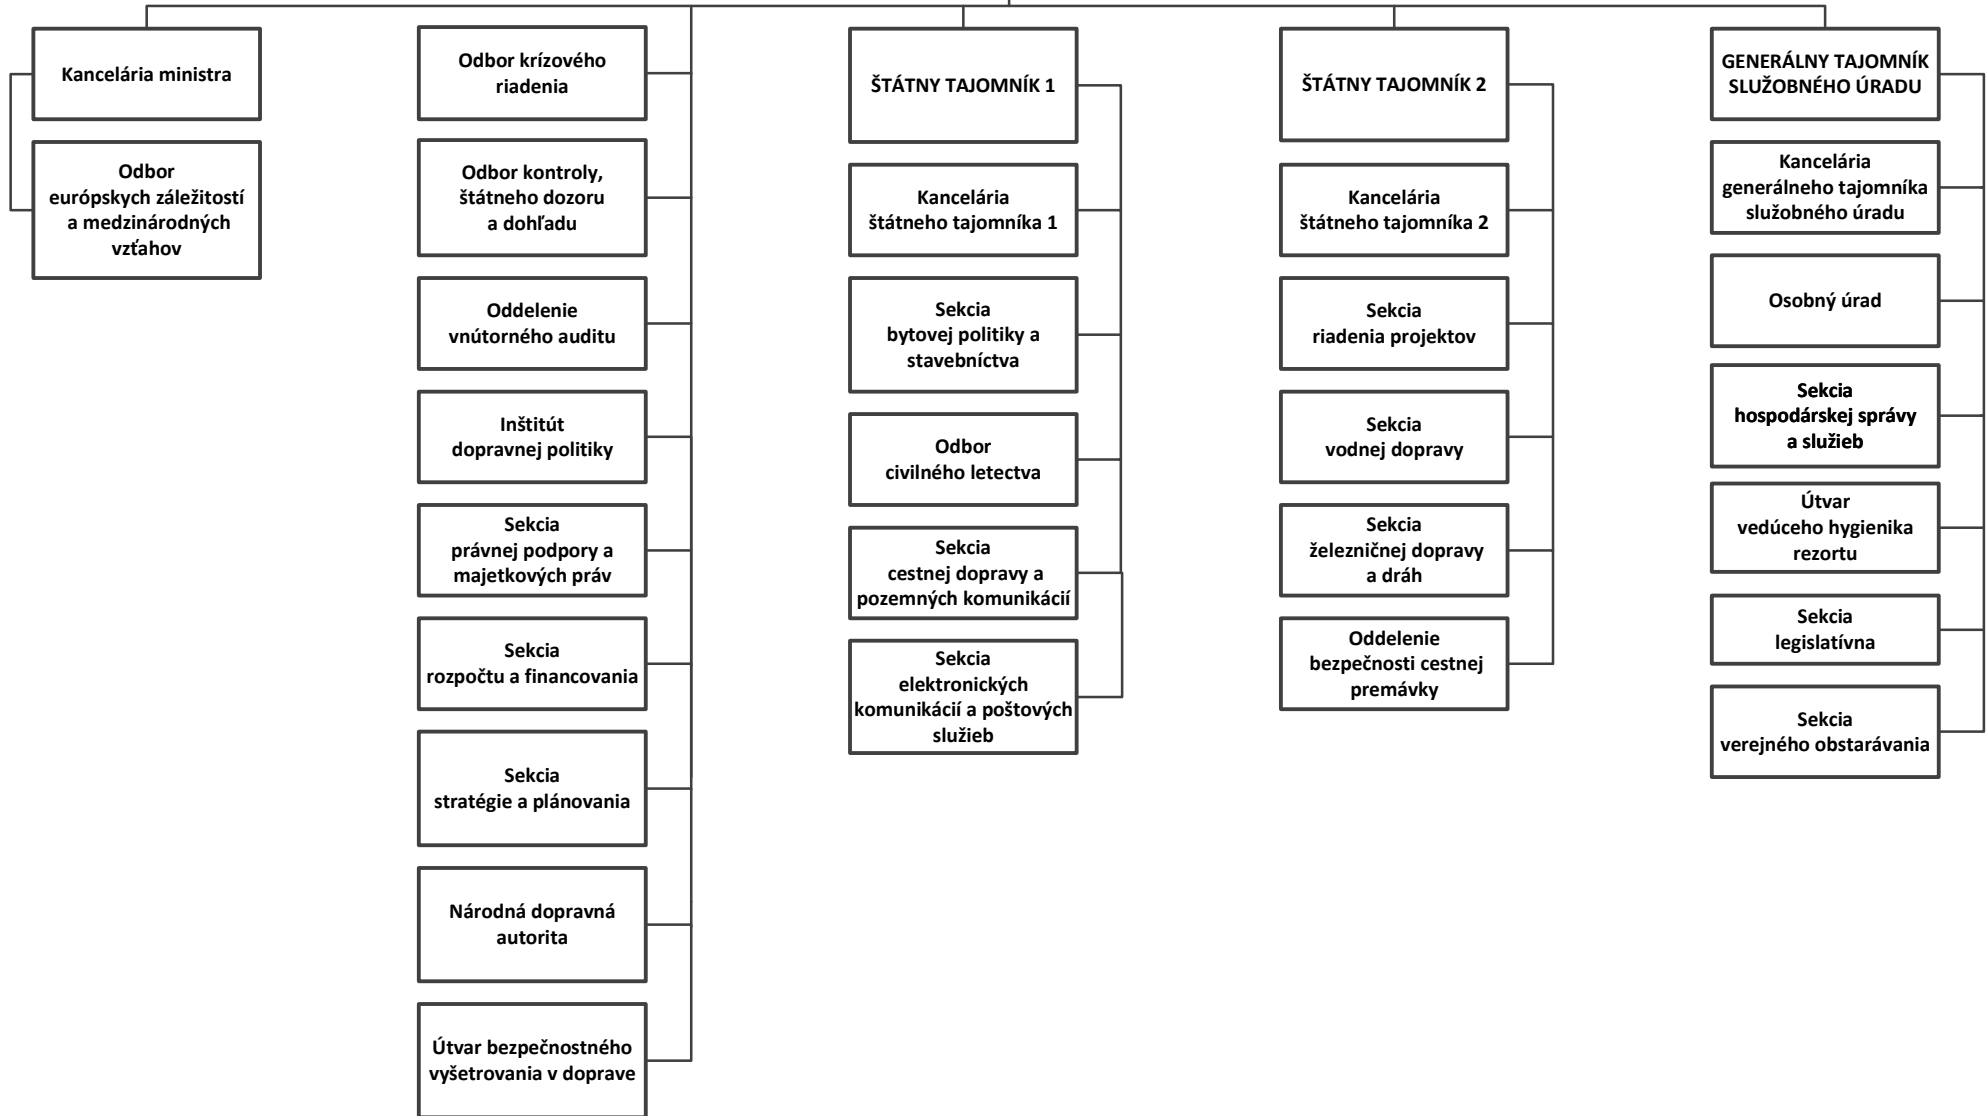 Kancelária ministra
Odbor
európskych záležitostí
a medzinárodných
vzťahov
Odbor krízového
riadenia
Odbor kontroly,
štátneho dozoru
a dohľadu
Oddelenie
vnútorného auditu
Inštitút
dopravnej politiky
Sekcia
právnej podpory a
majetkových práv
Sekcia
rozpočtu a financovania
Sekcia
stratégie a plánovania
Národná dopravná
autorita
Útvar bezpečnostného
vyšetrovania v doprave
ŠTÁTNY TAJOMNÍK 1
Kancelária
štátneho tajomníka 1
Sekcia
bytovej politiky a
stavebníctva
Odbor
civilného letectva
Sekcia
cestnej dopravy a
pozemných komunikácií
Sekcia
elektronických
komunikácií a poštových
služieb
ŠTÁTNY TAJOMNÍK 2
Kancelária
štátneho tajomníka 2
Sekcia
riadenia projektov
Sekcia
vodnej dopravy
Sekcia
železničnej dopravy
a dráh
Oddelenie
bezpečnosti cestnej
premávky
GENERÁLNY TAJOMNÍK
SLUŽOBNÉHO ÚRADU
Kancelária
generálneho tajomníka
služobného úradu
Osobný úrad
Sekcia
hospodárskej správy
a služieb
Útvar
vedúceho hygienika
rezortu
Sekcia
legislatívna
Sekcia
verejného obstarávania